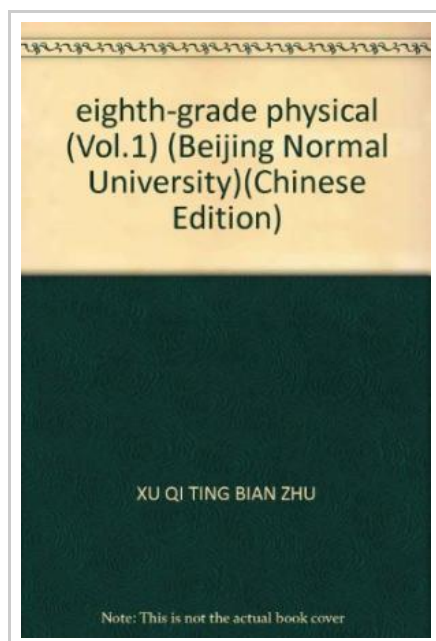 eighth-grade physical
(Vol.1) (Beijing Normal
University)(Chinese
Edition)
XU QI TING BIAN ZHU
Note: This is not the actual book cover